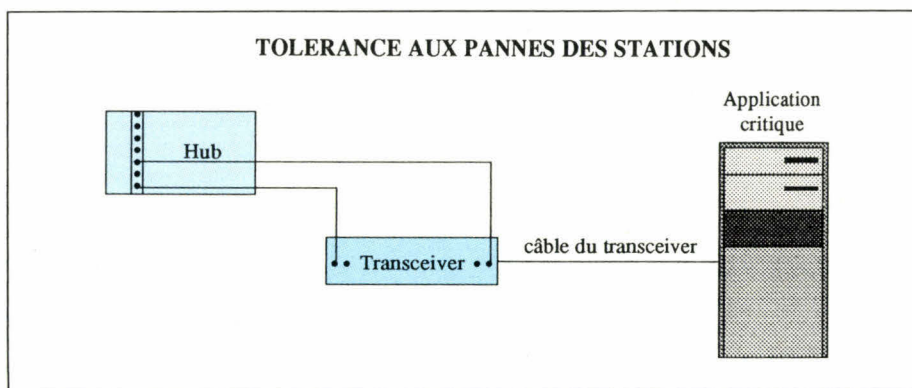 TOLERANCE AUX PANNES DES STATIONS
Application
critique
Hub
câble du transceiver
Transceiver